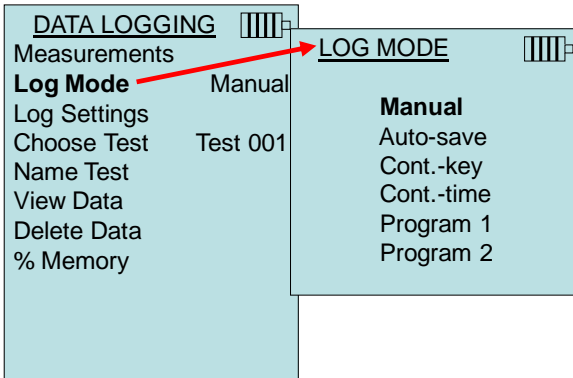 DATA LOGGING
Measurements
Log Mode Manual
Log Settings
Choose Test Test 001
Name Test
View Data
Delete Data
% Memory
LOG MODE
Manual
Auto-save
Cont.-key
Cont.-time
Program 1
Program 2